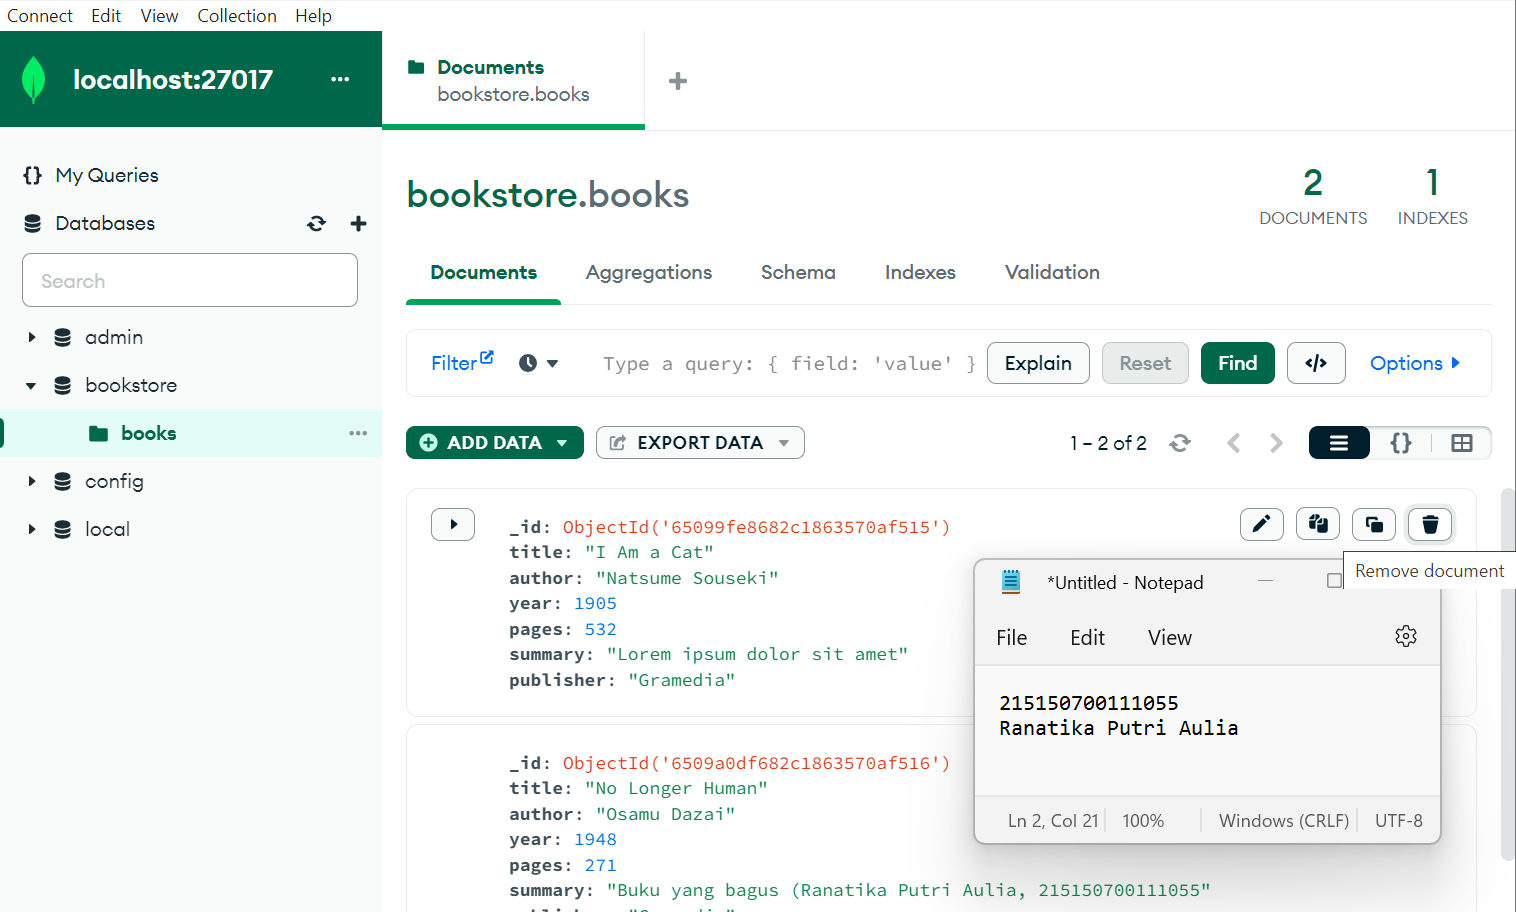 Connect Edit View Collection Help
localhost:27017
Documents
bookstore.books
My Queries
Databases
Search
admin
bookstore
books
config
local
bookstore.books
2
DOCUMENTS
1
INDEXES
Documents Aggregations Schema Indexes Validation
Filter Type a query: { field: 'value' } Explain Reset Find </> Options
ADD DATA EXPORT DATA 1 – 2 of 2 {}
_id: ObjectId('65099fe8682c1863570af515')
title: "I Am a Cat"
author: "Natsume Souseki"
year: 1905
pages: 532
summary: "Lorem ipsum dolor sit amet"
publisher: "Gramedia"
Remove document
*Untitled - Notepad
File Edit View
215150700111055
Ranatika Putri Aulia
Ln 2, Col 21 100% Windows (CRLF) UTF-8
_id: ObjectId('6509a0df682c1863570af516')
title: "No Longer Human"
author: "Osamu Dazai"
year: 1948
pages: 271
summary: "Buku yang bagus (Ranatika Putri Aulia, 215150700111055"